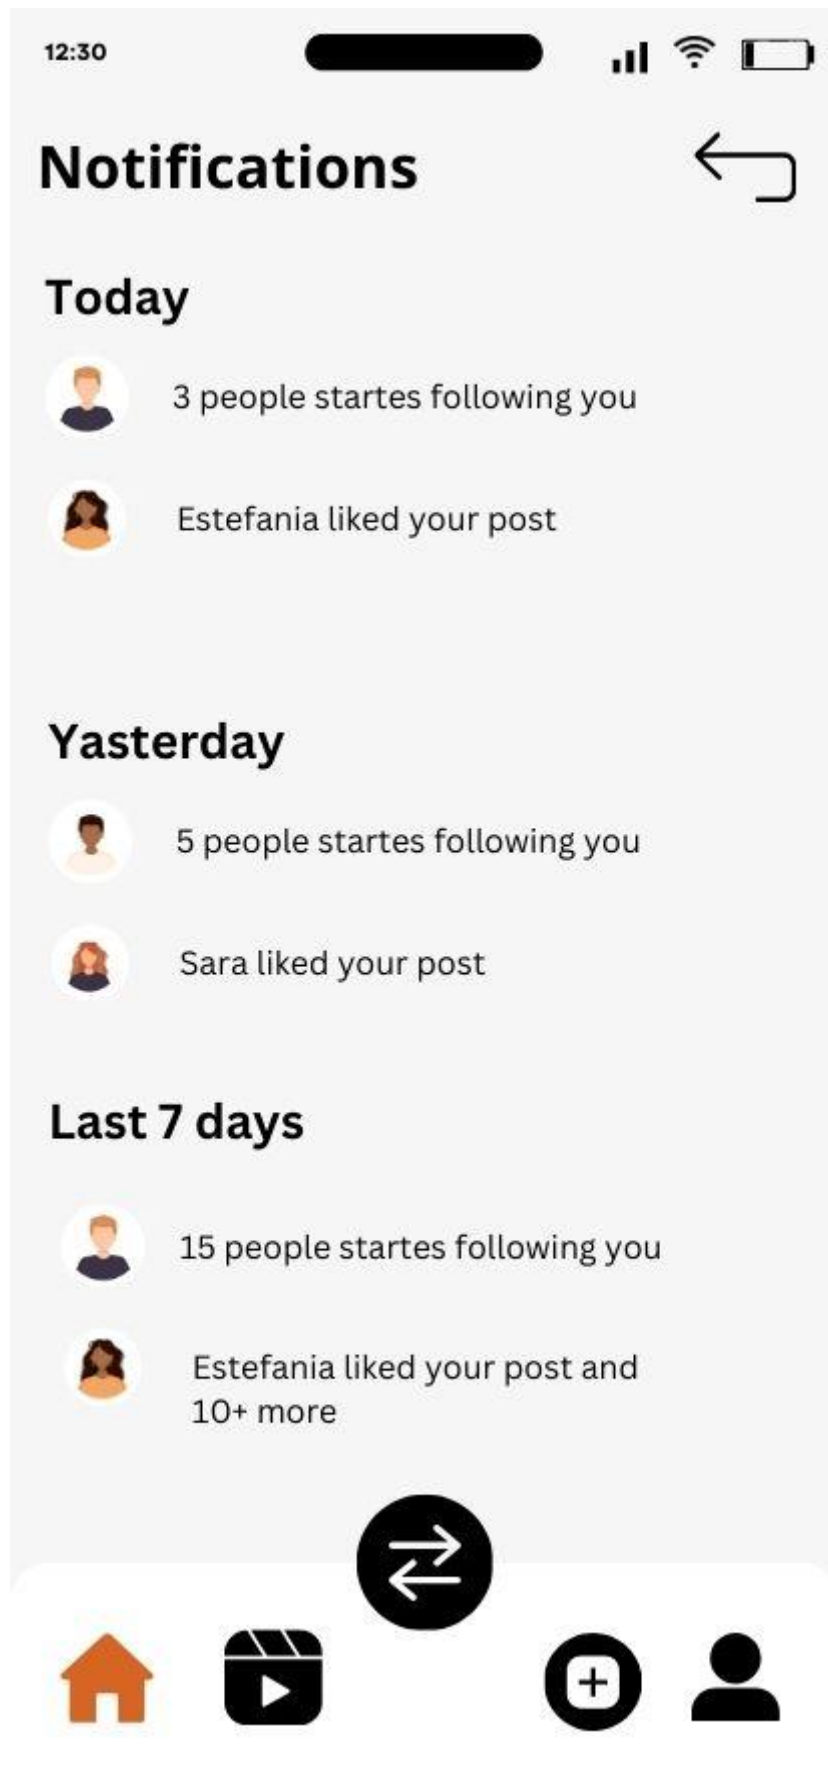 12:30
Notifications
Today
3 people startes following you
Estefania liked your post
Yasterday
5 people startes following you
Sara liked your post
Last 7 days
15 people startes following you
Estefania liked your post and
10+ more